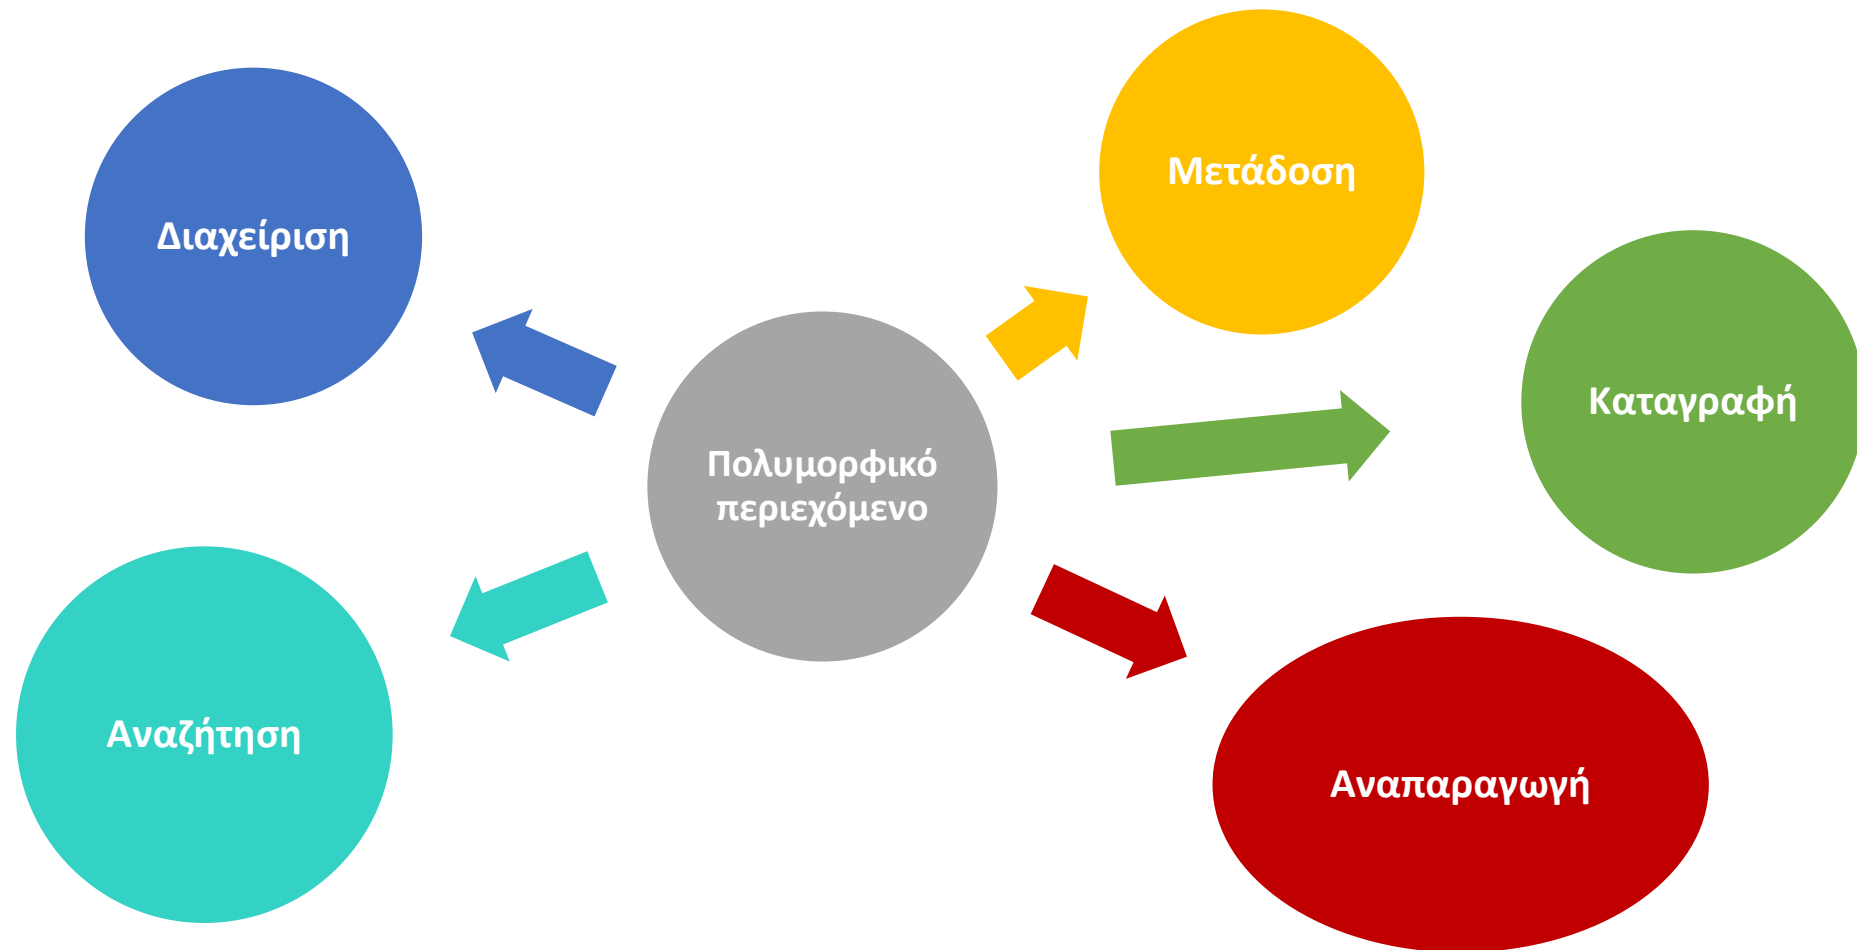 Μετάδοση
Διαχείριση
Καταγραφή
Πολυμορφικό
περιεχόμενο
Αναζήτηση
Αναπαραγωγή